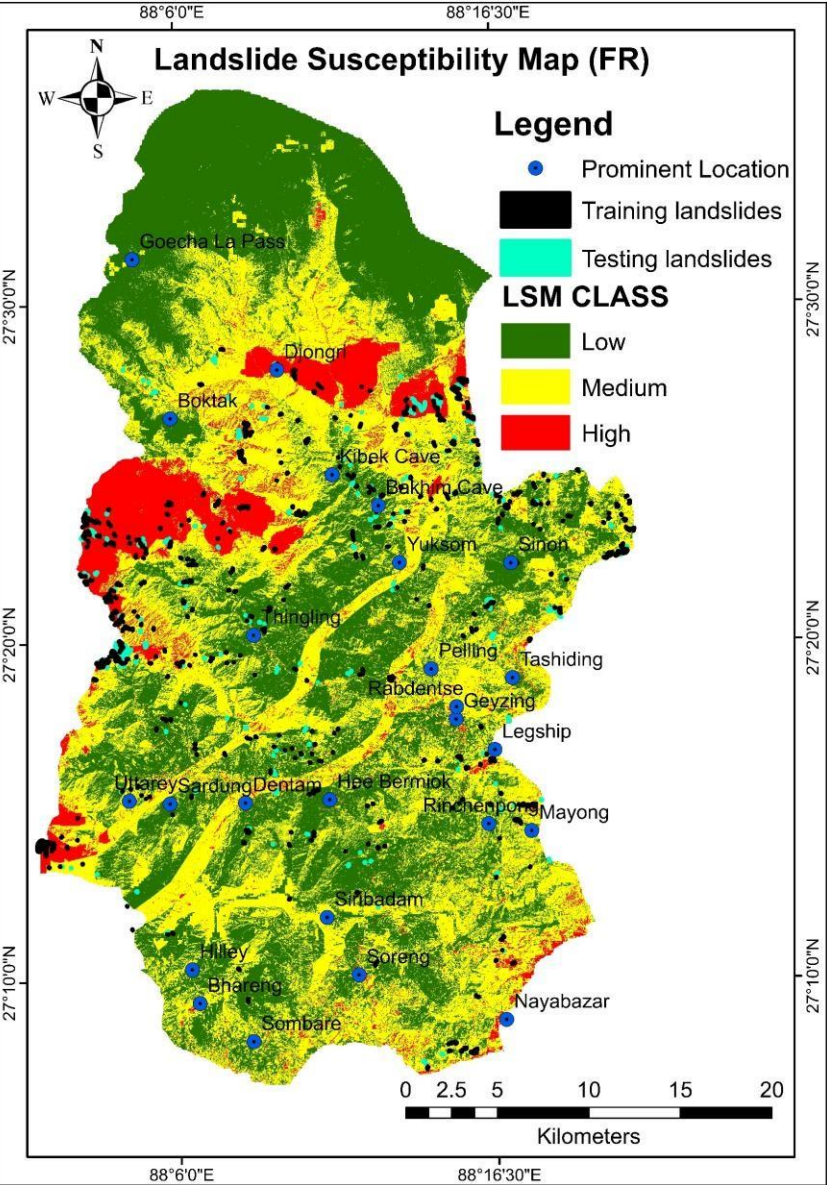 88°6'0"E 88°16'30"E
Landslide Susceptibility Map (FR)
N
W E
S
Legend
Prominent Location
Training landslides
Testing landslides
LSM CLASS
Low
Medium
High
27°30'0"N 27°30'0"N
27°20'0"N 27°20'0"N
27°10'0"N 27°10'0"N
Goecha La Pass
Diongri
Boktak
Kibek Cave
Bakhim Cave
Yuksom Sinon
Thingling
Pelling
Tashiding
Rabdentse
Geyzing
Legship
Uttarey Sardung Dentam Hee Bermiok
Rinchenpong Mayong
Siribadam
Hilley Soreng
Bhareng
Nayabazar
Sombare
0 2.5 5 10 15 20
Kilometers
88°6'0"E 88°16'30"E